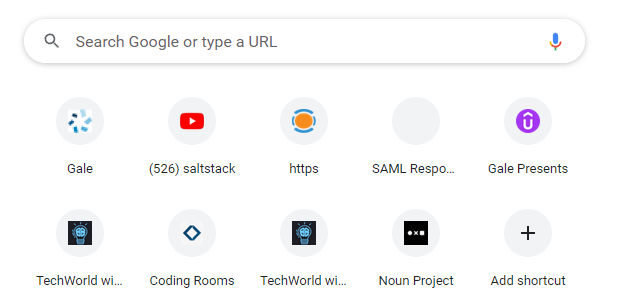 Search Google or type a URL
Gale
(526) saltstack
https
SAML Respo...
Gale Presents
TechWorld wi...
Coding Rooms
TechWorld wi...
Noun Project
Add shortcut